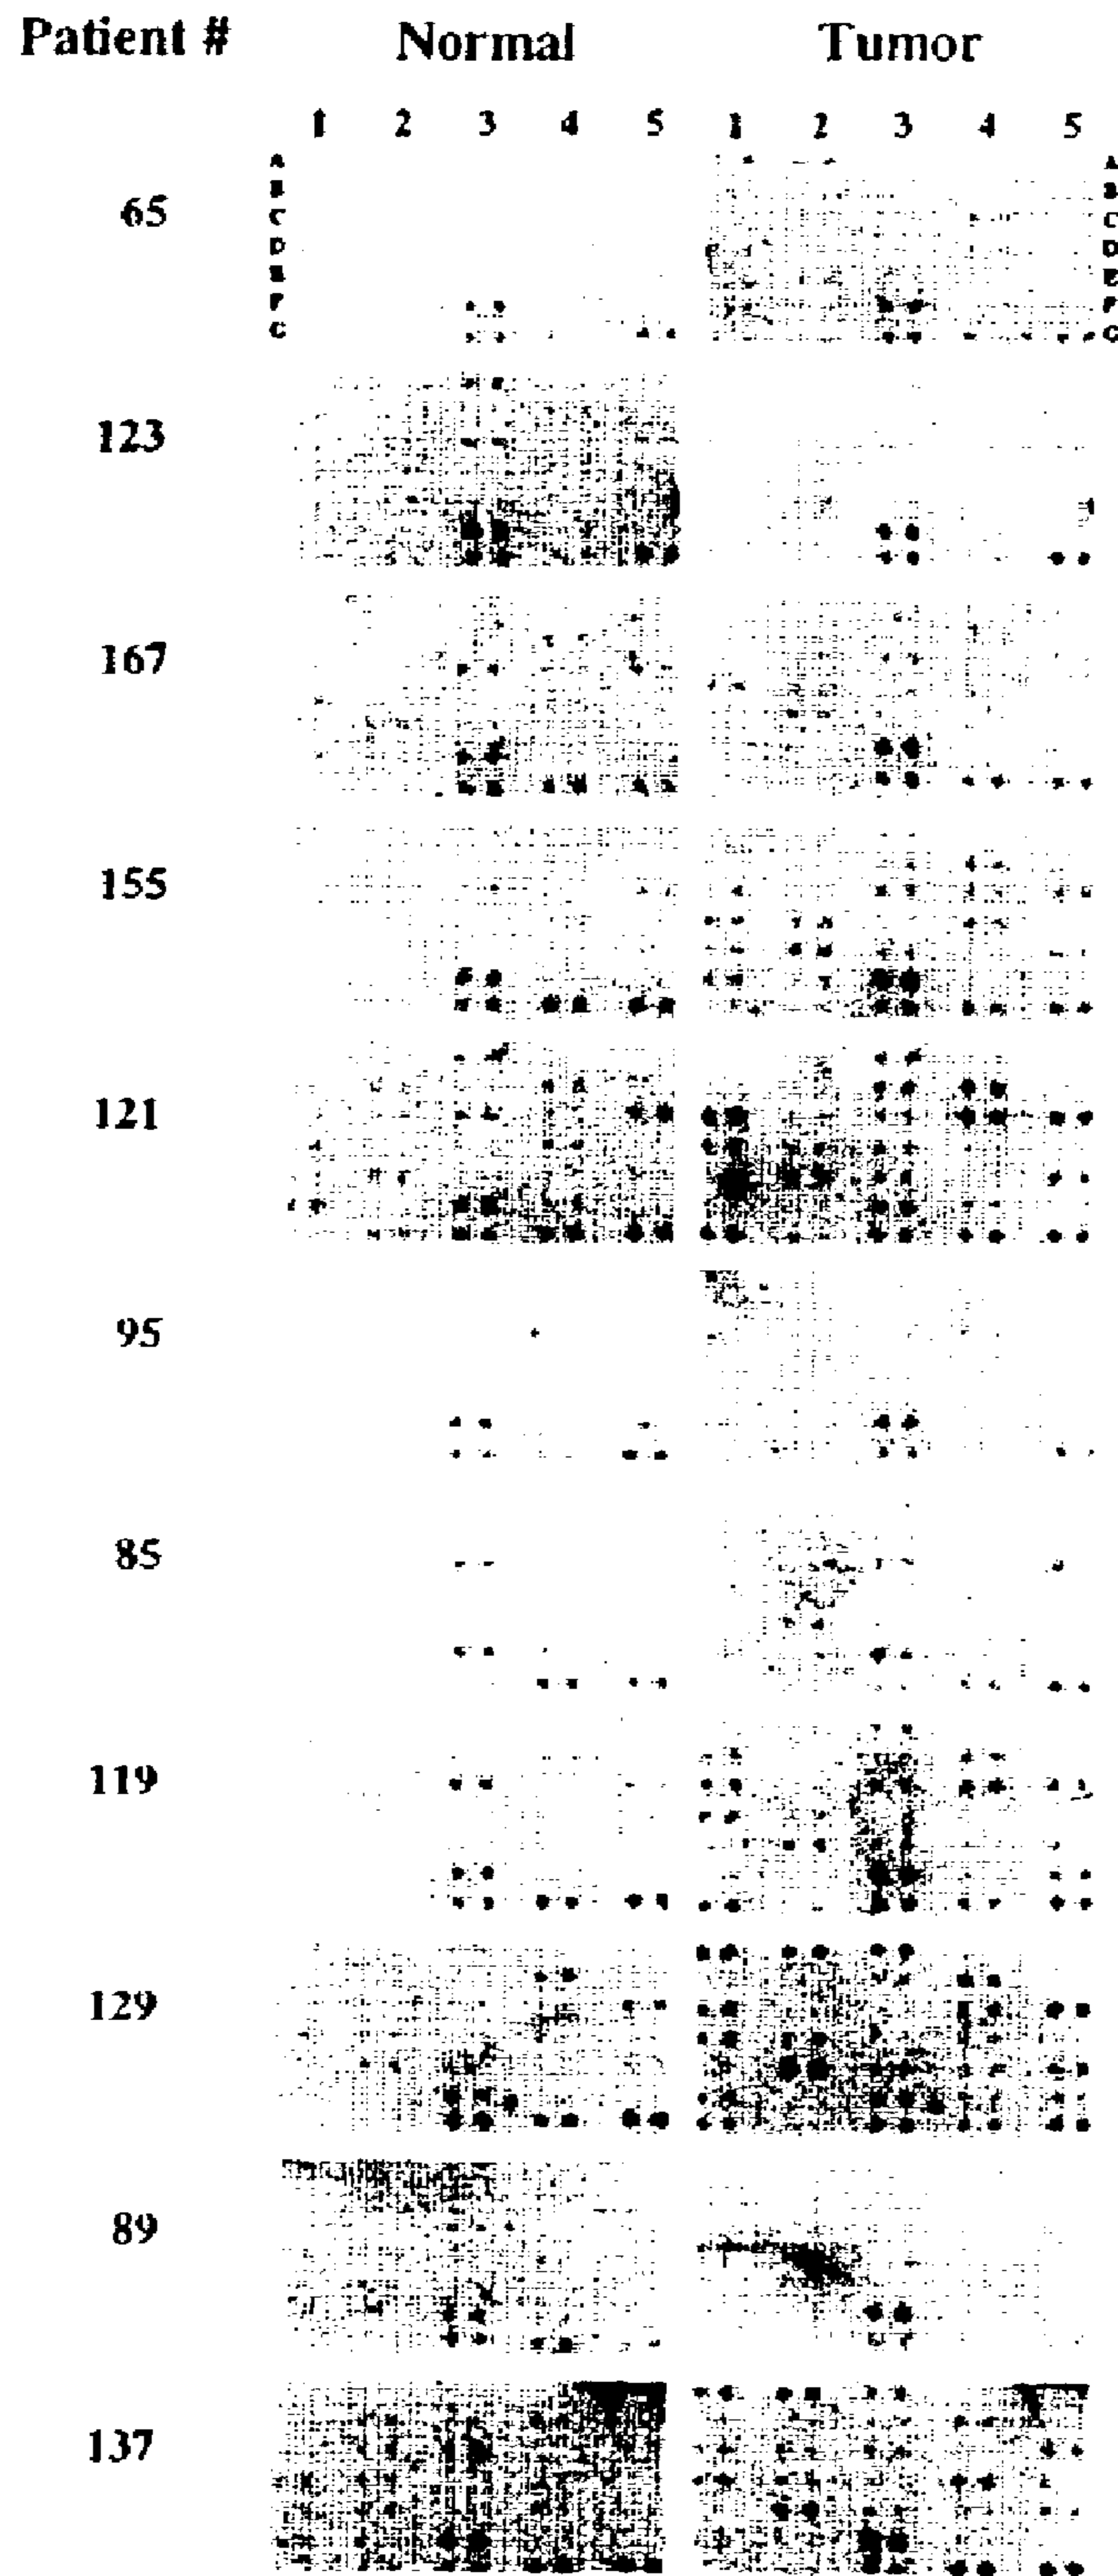 Patient # Normal Tumor
1 2 3 4 5 1 2 3 4 5
A A
B B
65 C C
D D
E E
F F
G G
123
167
155
121
95
85
119
129
89
137